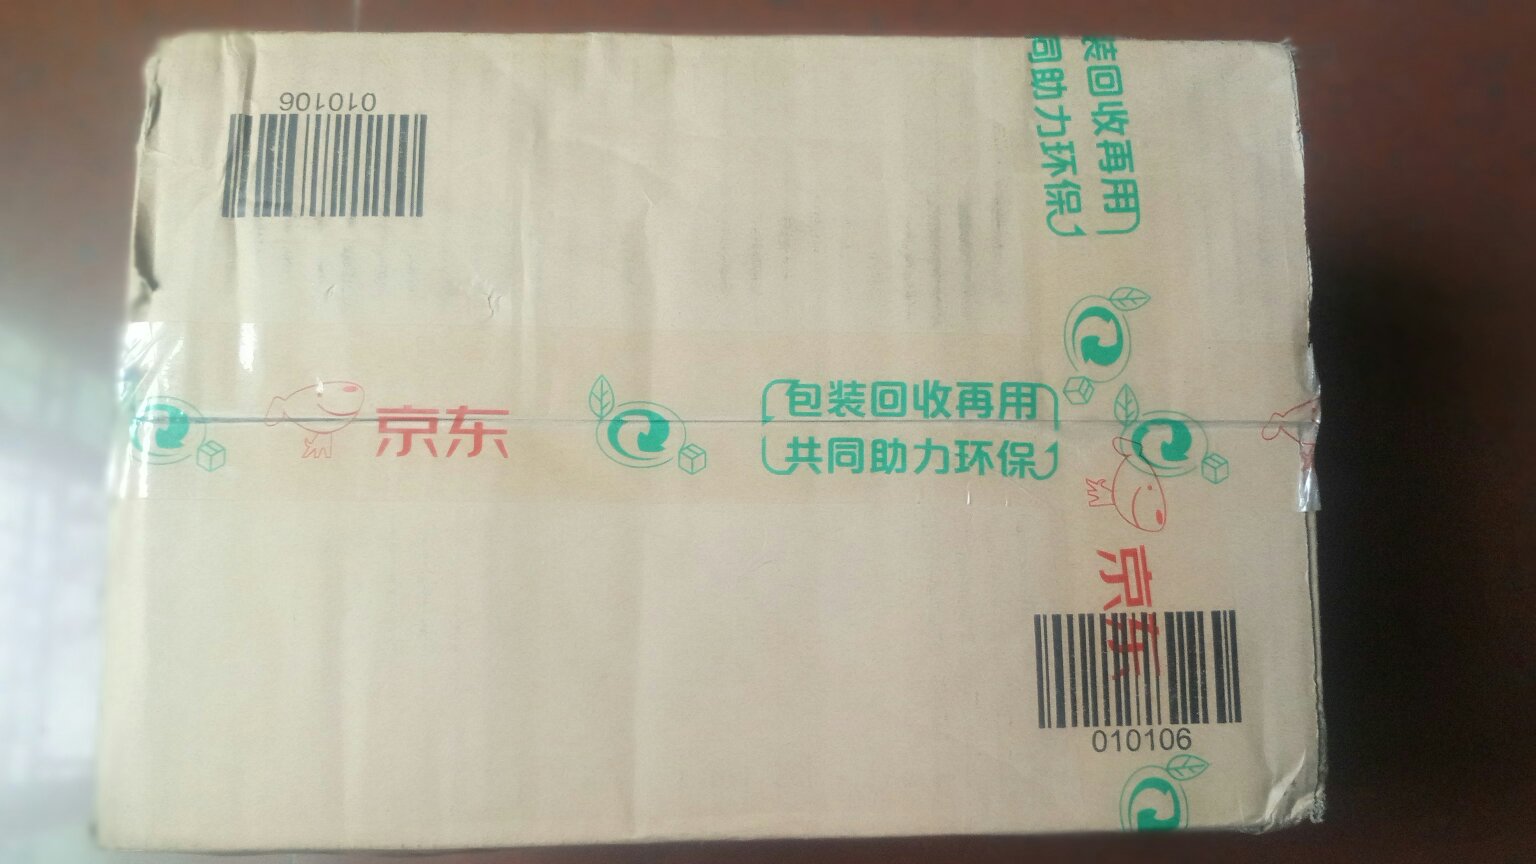 010106
装回收再用
同助力环保
京东
包装回收再用
共同助力环保
京东
010106